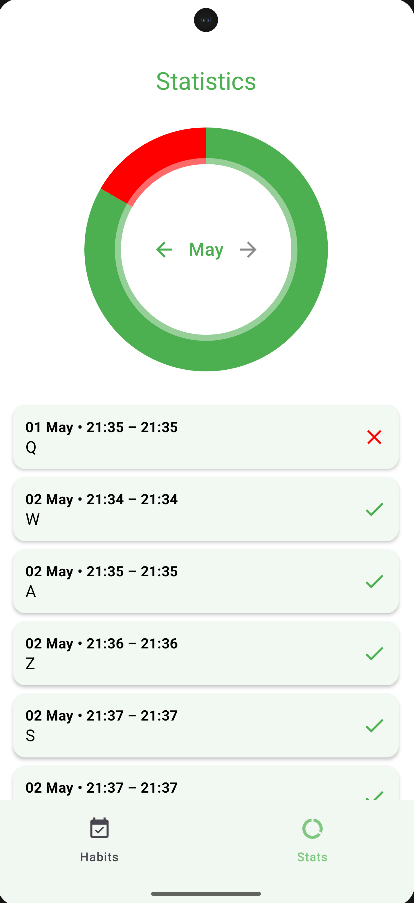 Statistics
May
01 May • 21:35 – 21:35
Q
02 May • 21:34 – 21:34
W
02 May • 21:35 – 21:35
A
02 May • 21:36 – 21:36
Z
02 May • 21:37 – 21:37
S
02 May • 21:37 – 21:37
Habits
Stats